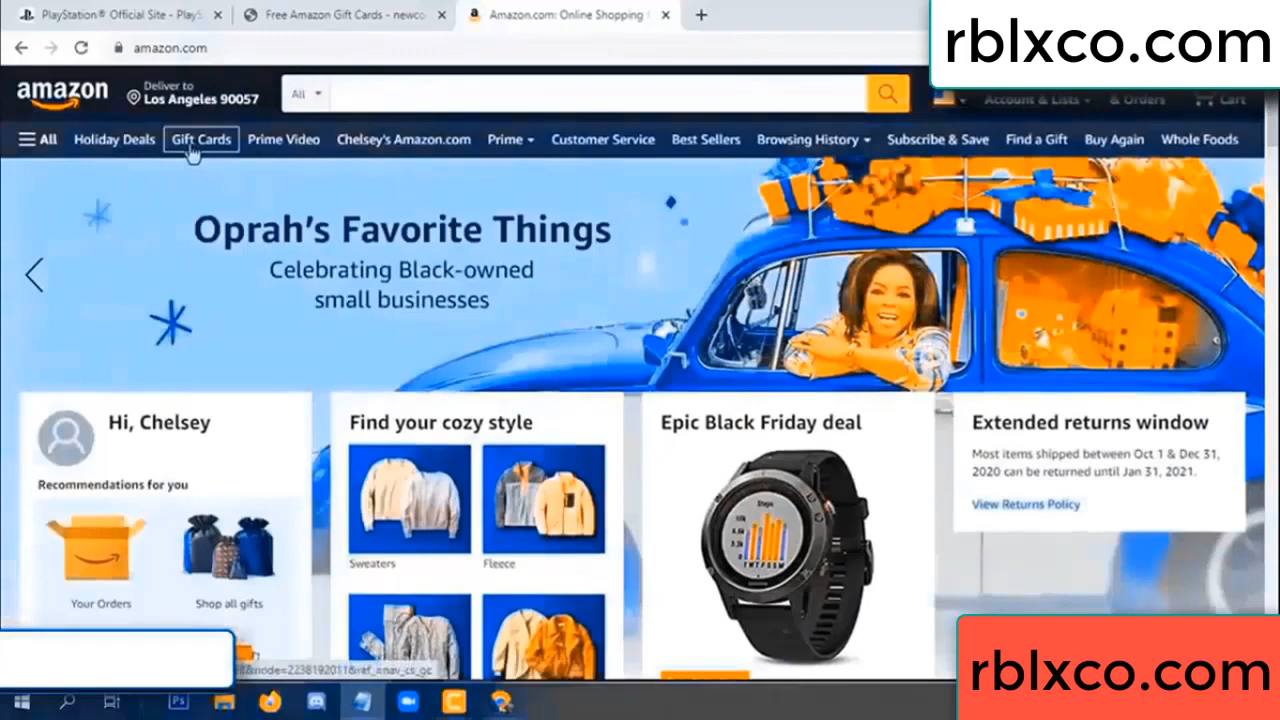 PlayStation® Official Site - PlayS
Free Amazon Gift Cards - newco
Amazon.com: Online Shopping f
amazon.com
rblxco.com
amazon
Deliver to
Los Angeles 90057
All
Account & Lists
& Orders
Cart
All
Holiday Deals
Gift Cards
Prime Video
Chelsey's Amazon.com
Prime
Customer Service
Best Sellers
Browsing History
Subscribe & Save
Find a Gift
Buy Again
Whole Foods
Oprah's Favorite Things
Celebrating Black-owned
small businesses
Hi, Chelsey
Recommendations for you
Your Orders
Shop all gifts
Find your cozy style
Sweaters
Fleece
Epic Black Friday deal
Steps
Extended returns window
Most items shipped between Oct 1 & Dec 31,
2020 can be returned until Jan 31, 2021.
View Returns Policy
rblxco.com
Ps